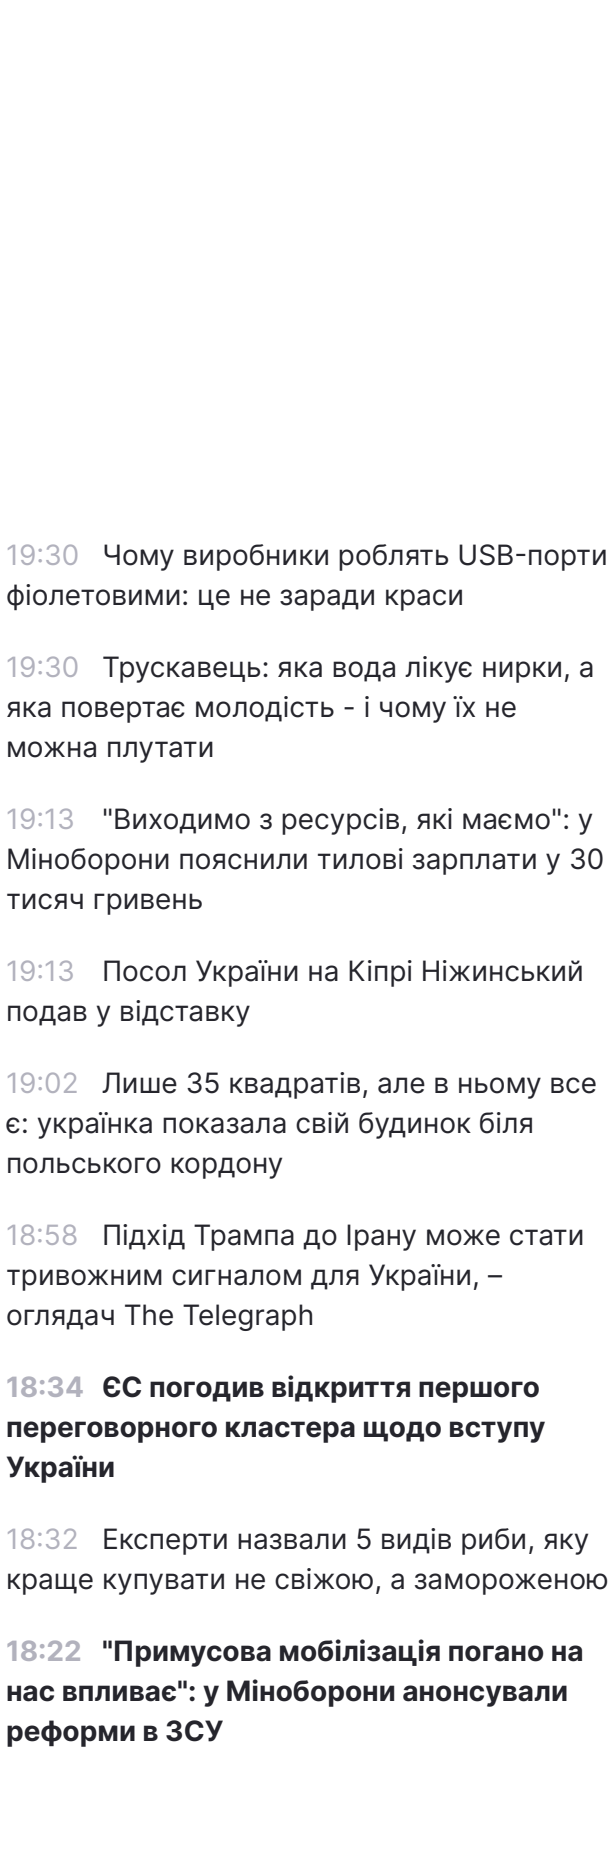 19:30 Чому виробники роблять USB-порти
фіолетовими: це не заради краси
19:30 Трускавець: яка вода лікує нирки, а
яка повертає молодість - і чому їх не
можна плутати
19:13 "Виходимо з ресурсів, які маємо": у
Міноборони пояснили тилові зарплати у 30
тисяч гривень
19:13 Посол України на Кіпрі Ніжинський
подав у відставку
19:02 Лише 35 квадратів, але в ньому все
є: українка показала свій будинок біля
польського кордону
18:58 Підхід Трампа до Ірану може стати
тривожним сигналом для України, –
оглядач The Telegraph
18:34 ЄС погодив відкриття першого
переговорного кластера щодо вступу
України
18:32 Експерти назвали 5 видів риби, яку
краще купувати не свіжою, а замороженою
18:22 "Примусова мобілізація погано на
нас впливає": у Міноборони анонсували
реформи в ЗСУ